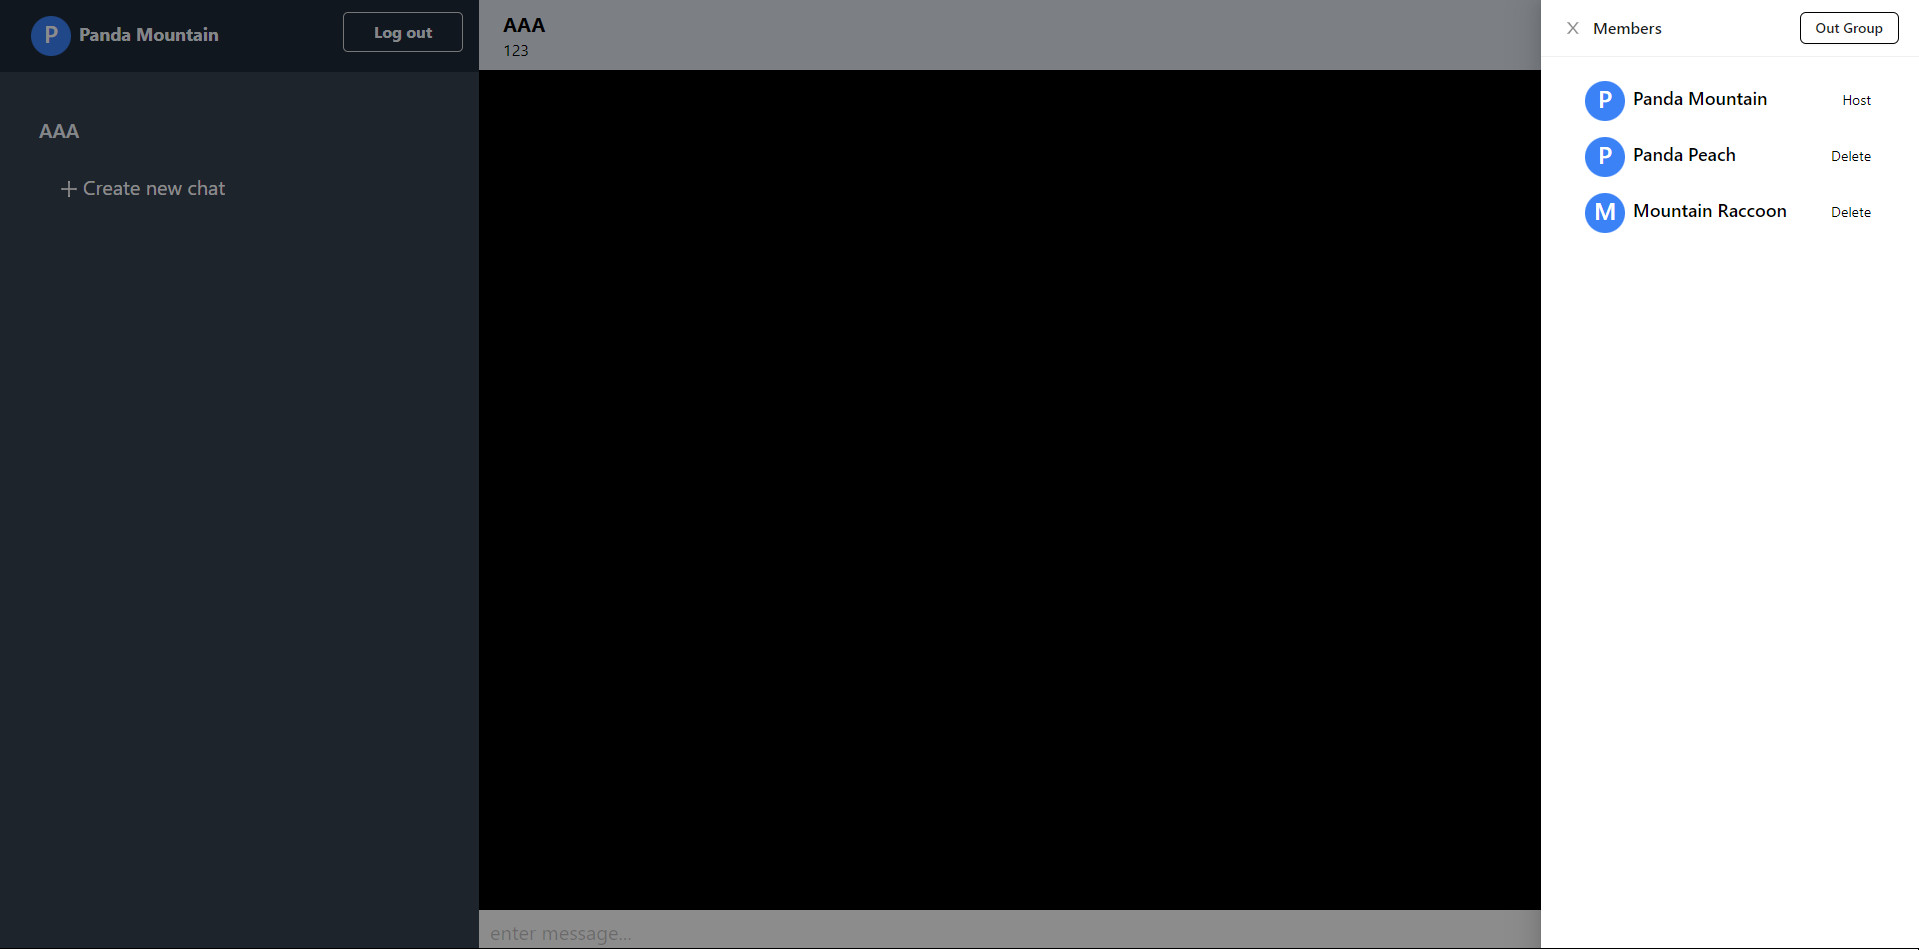 P Panda Mountain
Log out
AAA
+ Create new chat
AAA
123
enter message...
X Members
Out Group
P Panda Mountain Host
P Panda Peach Delete
M Mountain Raccoon Delete